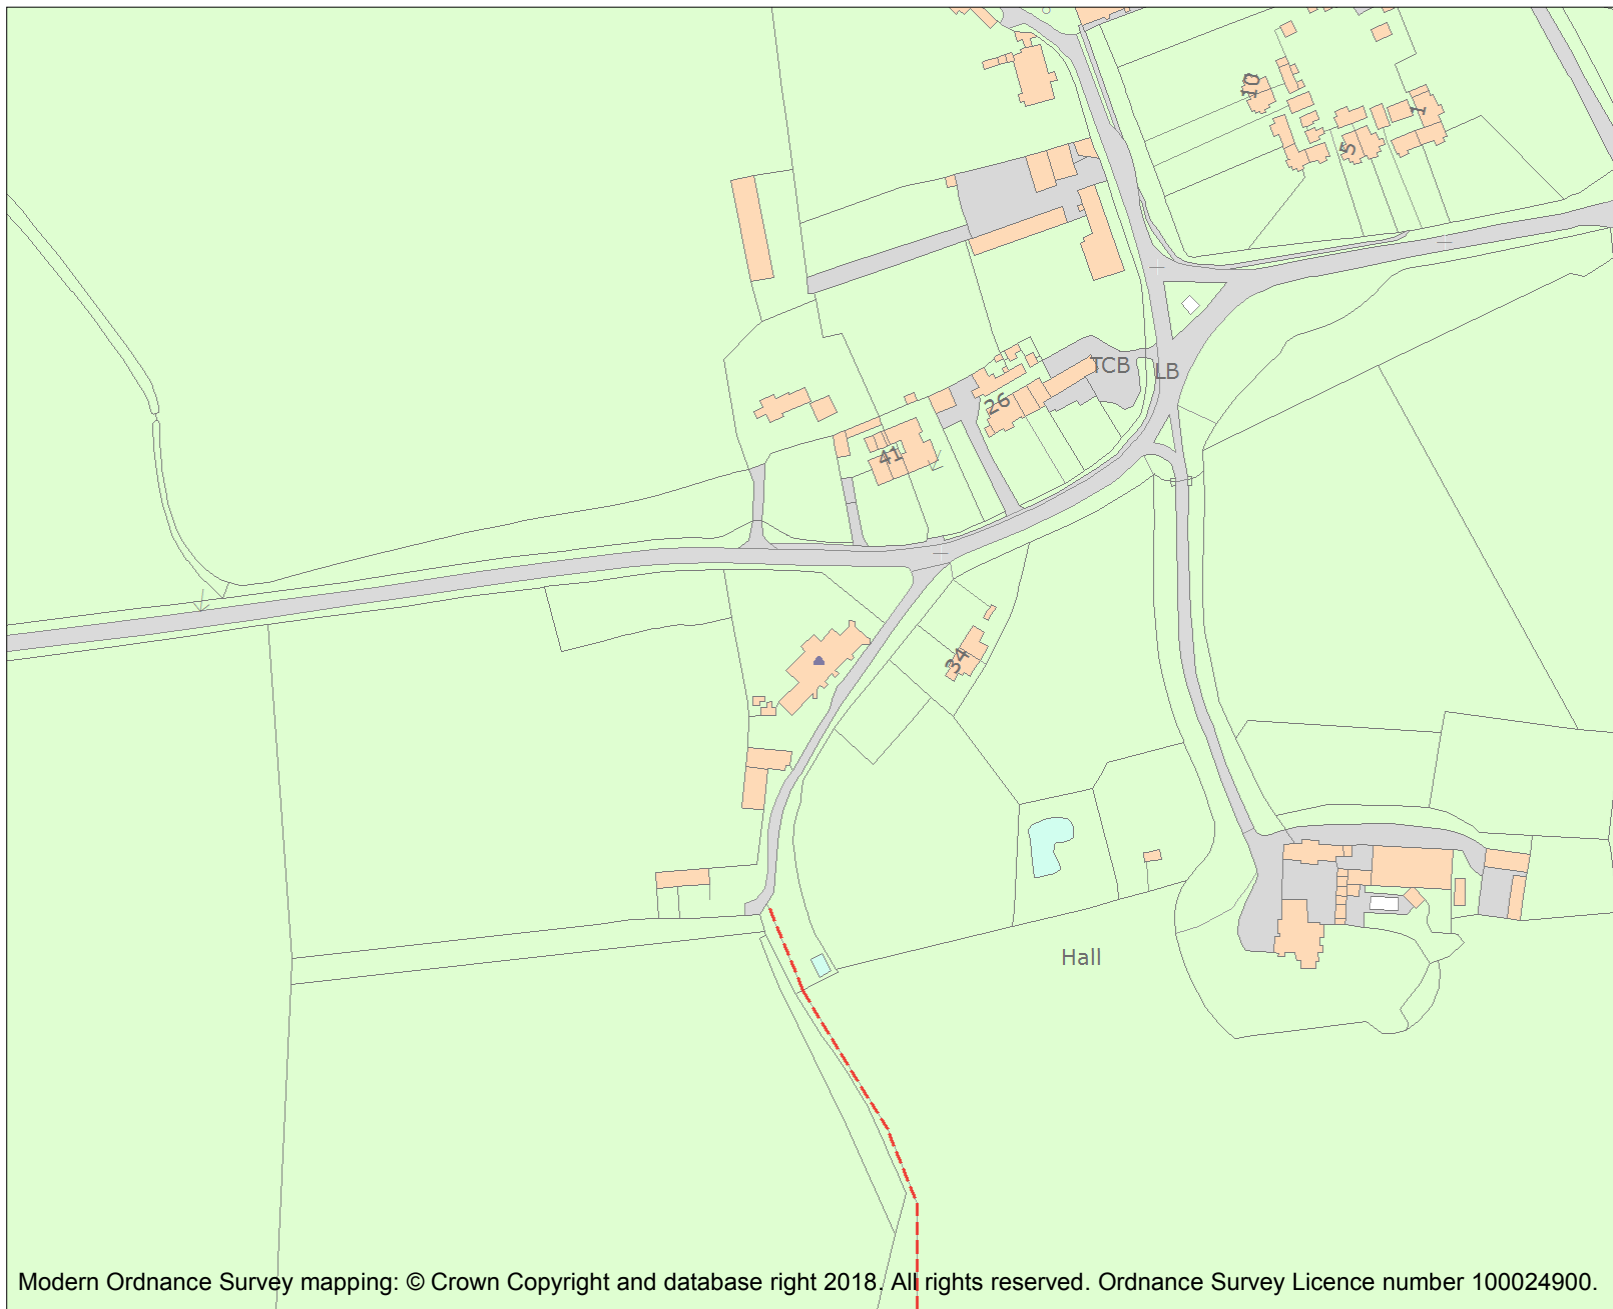 10
1
5
TCB
LB
26
41
34
Hall
Modern Ordnance Survey mapping: © Crown Copyright and database right 2018. All rights reserved. Ordnance Survey Licence number 100024900.